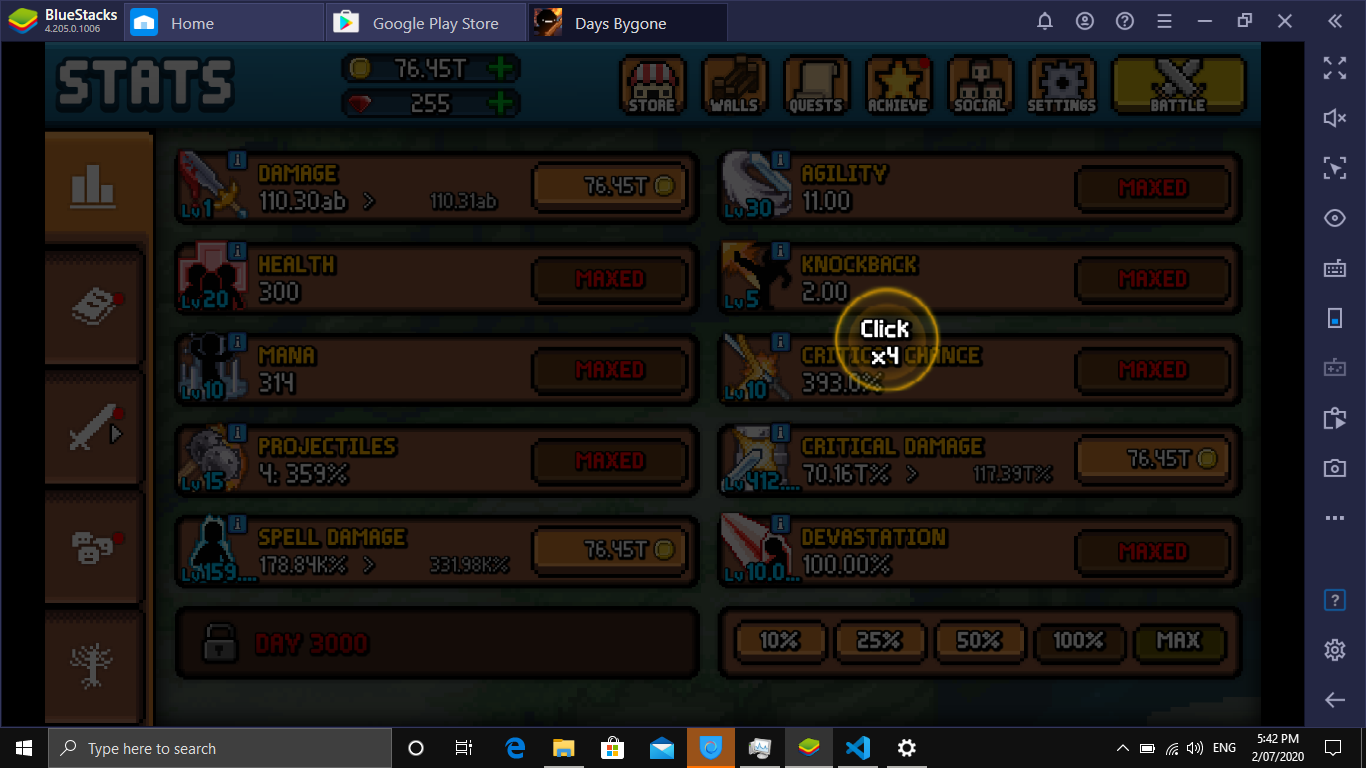 BlueStacks
4.205.0.1006
Home
Google Play Store
Days Bygone
STATS
76.45T
255
STORE
WALLS
QUESTS
ACHIEVE
SOCIAL
SETTINGS
BATTLE
DAMAGE
110.30ab > 110.31ab
Lv1
76.45T
AGILITY
11.00
Lv30
MAXED
HEALTH
300
Lv20
MAXED
KNOCKBACK
2.00
Lv5
MAXED
Click
x4
MANA
314
Lv10
MAXED
CRITICAL CHANCE
393.0%
Lv10
MAXED
PROJECTILES
4: 359%
Lv15
MAXED
CRITICAL DAMAGE
70.16T% > 117.39T%
Lv412....
76.45T
SPELL DAMAGE
178.84K% > 331.98K%
Lv159....
76.45T
DEVASTATION
100.00%
Lv10.0...
MAXED
DAY 3000
10%
25%
50%
100%
MAX
Type here to search
ENG
5:42 PM
2/07/2020